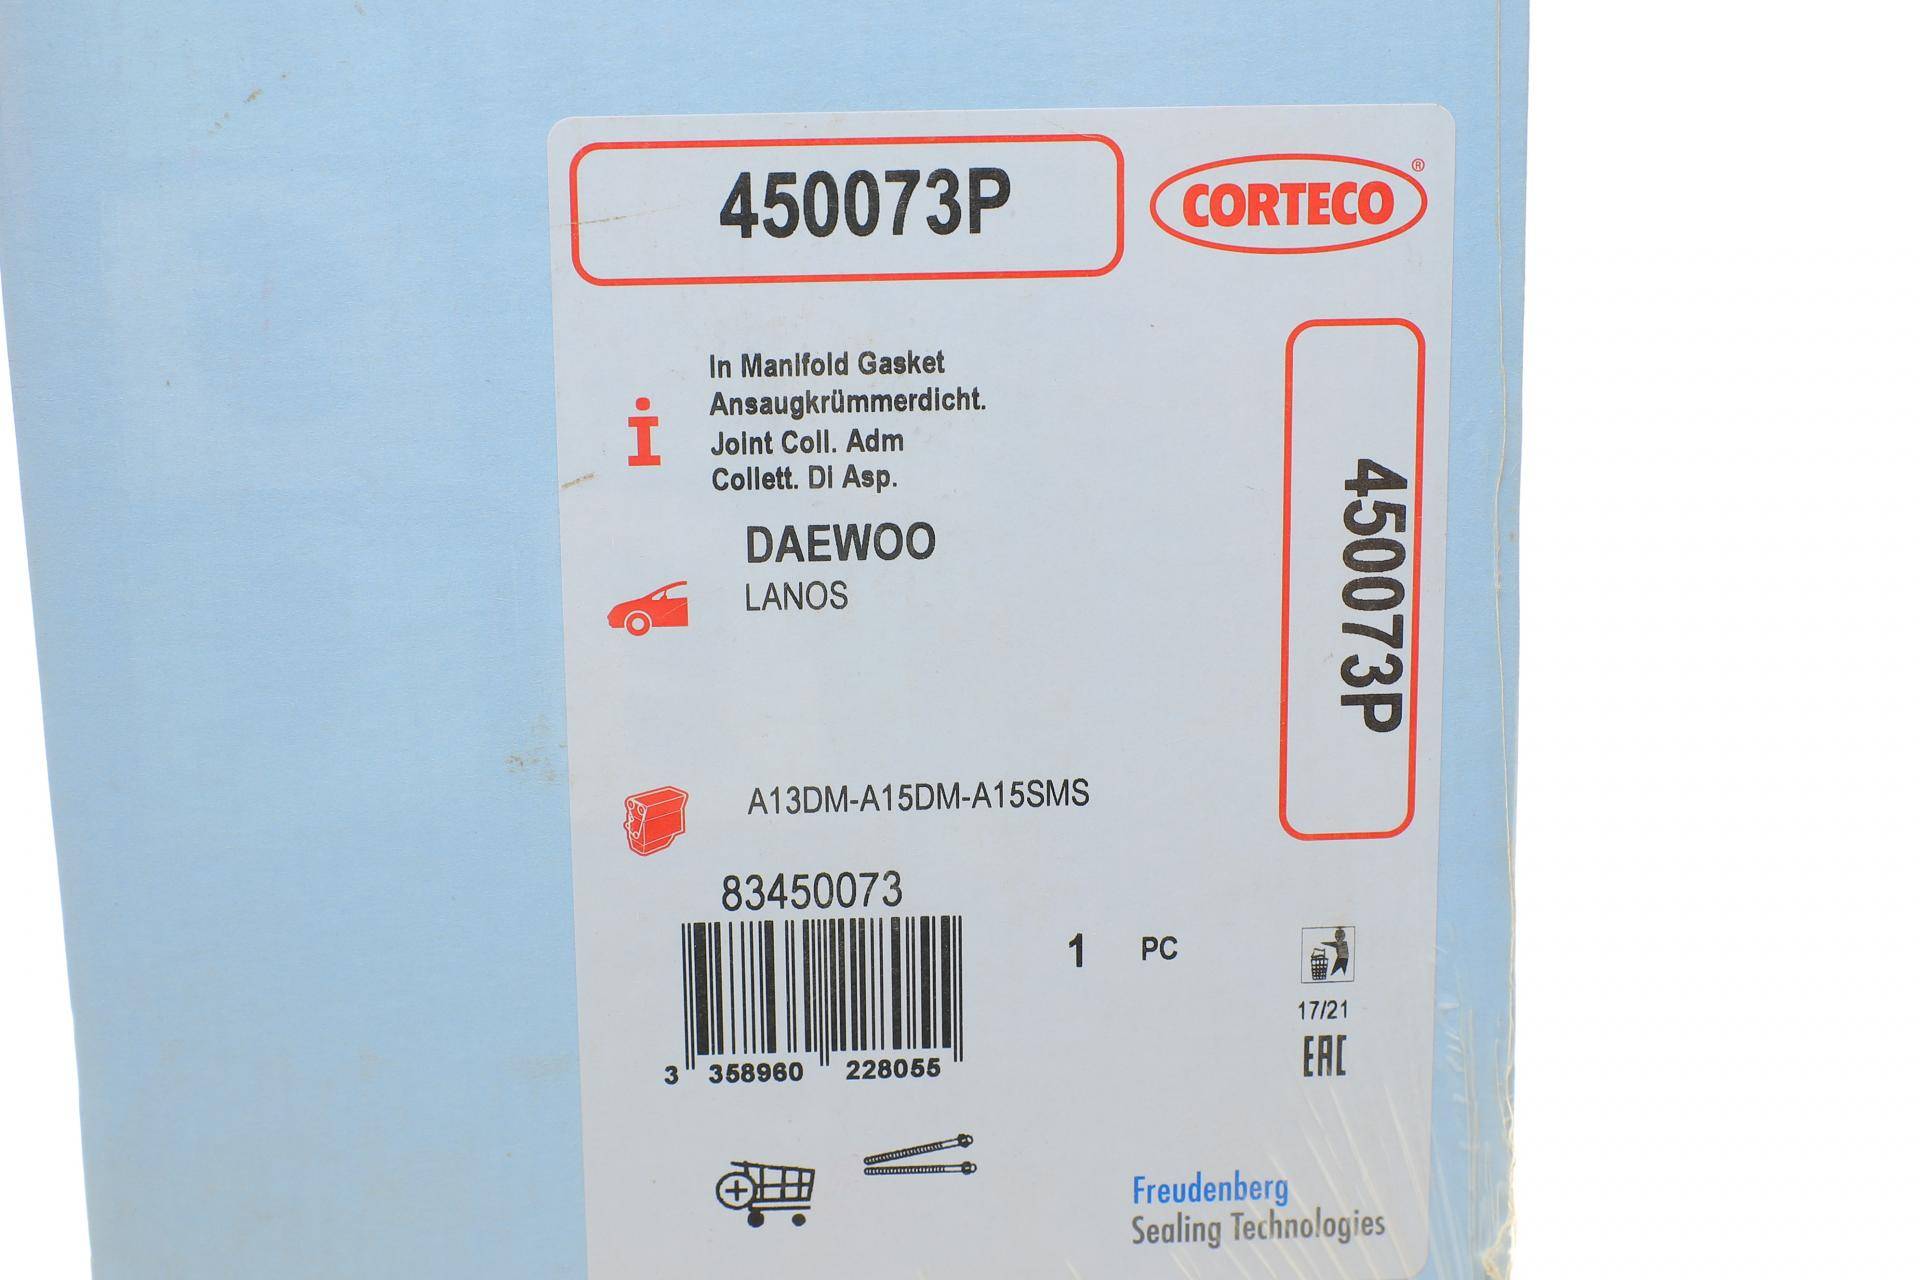 450073P
CORTECO ®
In Manifold Gasket
Ansaugkrümmerdicht.
Joint Coll. Adm
Collett. Di Asp.
DAEWOO
LANOS
450073P
A13DM-A15DM-A15SMS
83450073
1 PC
3 358960 228055
17/21
EAC
Freudenberg
Sealing Technologies